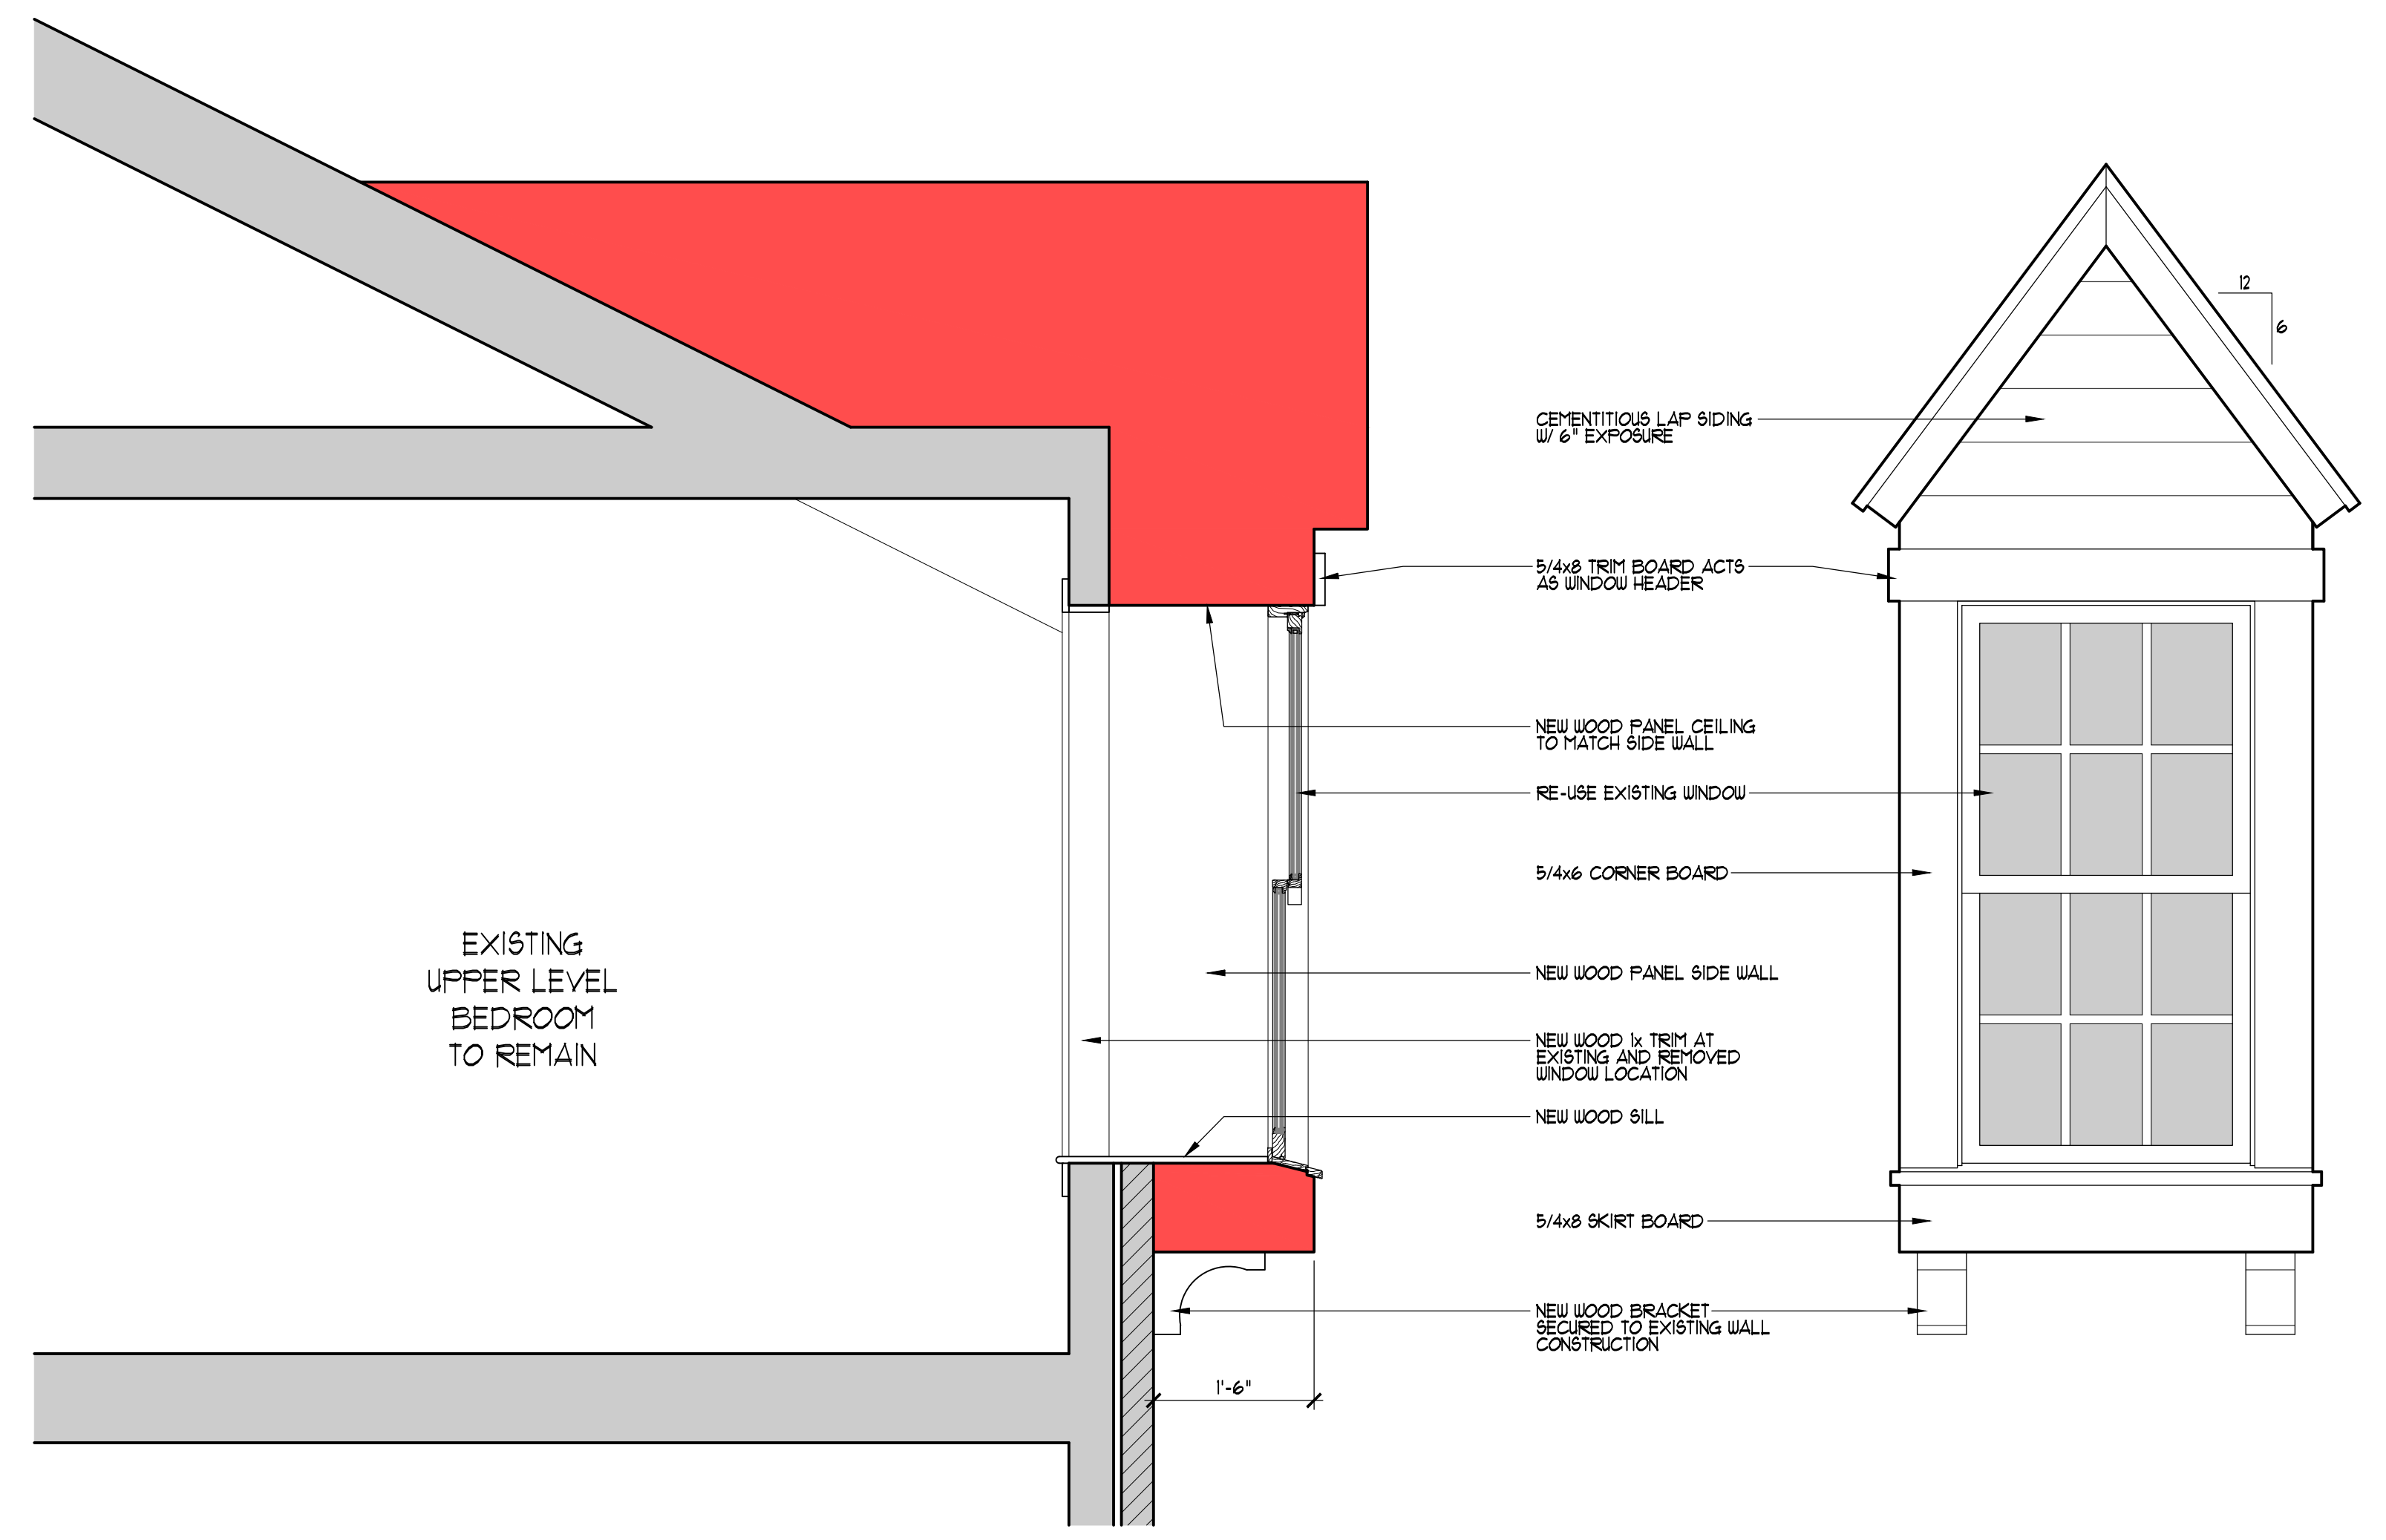 12
6
CEMENTITIOUS LAP SIDING
W/ 6" EXPOSURE
5/4x8 TRIM BOARD ACTS
AS WINDOW HEADER
NEW WOOD PANEL CEILING
TO MATCH SIDE WALL
RE-USE EXISTING WINDOW
5/4x6 CORNER BOARD
EXISTING
UPPER LEVEL
BEDROOM
TO REMAIN
NEW WOOD PANEL SIDE WALL
NEW WOOD 1x TRIM AT
EXISTING AND REMOVED
WINDOW LOCATION
NEW WOOD SILL
5/4x8 SKIRT BOARD
NEW WOOD BRACKET
SECURED TO EXISTING WALL
CONSTRUCTION
1'-6"